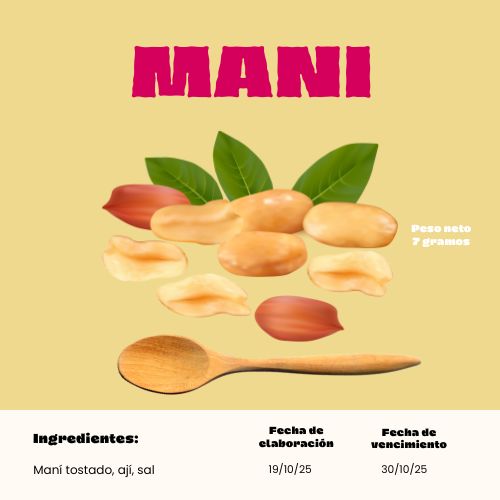 MANI
Peso neto
7 gramos
Ingredientes:
Maní tostado, ají, sal
Fecha de
elaboración
19/10/25
Fecha de
vencimiento
30/10/25